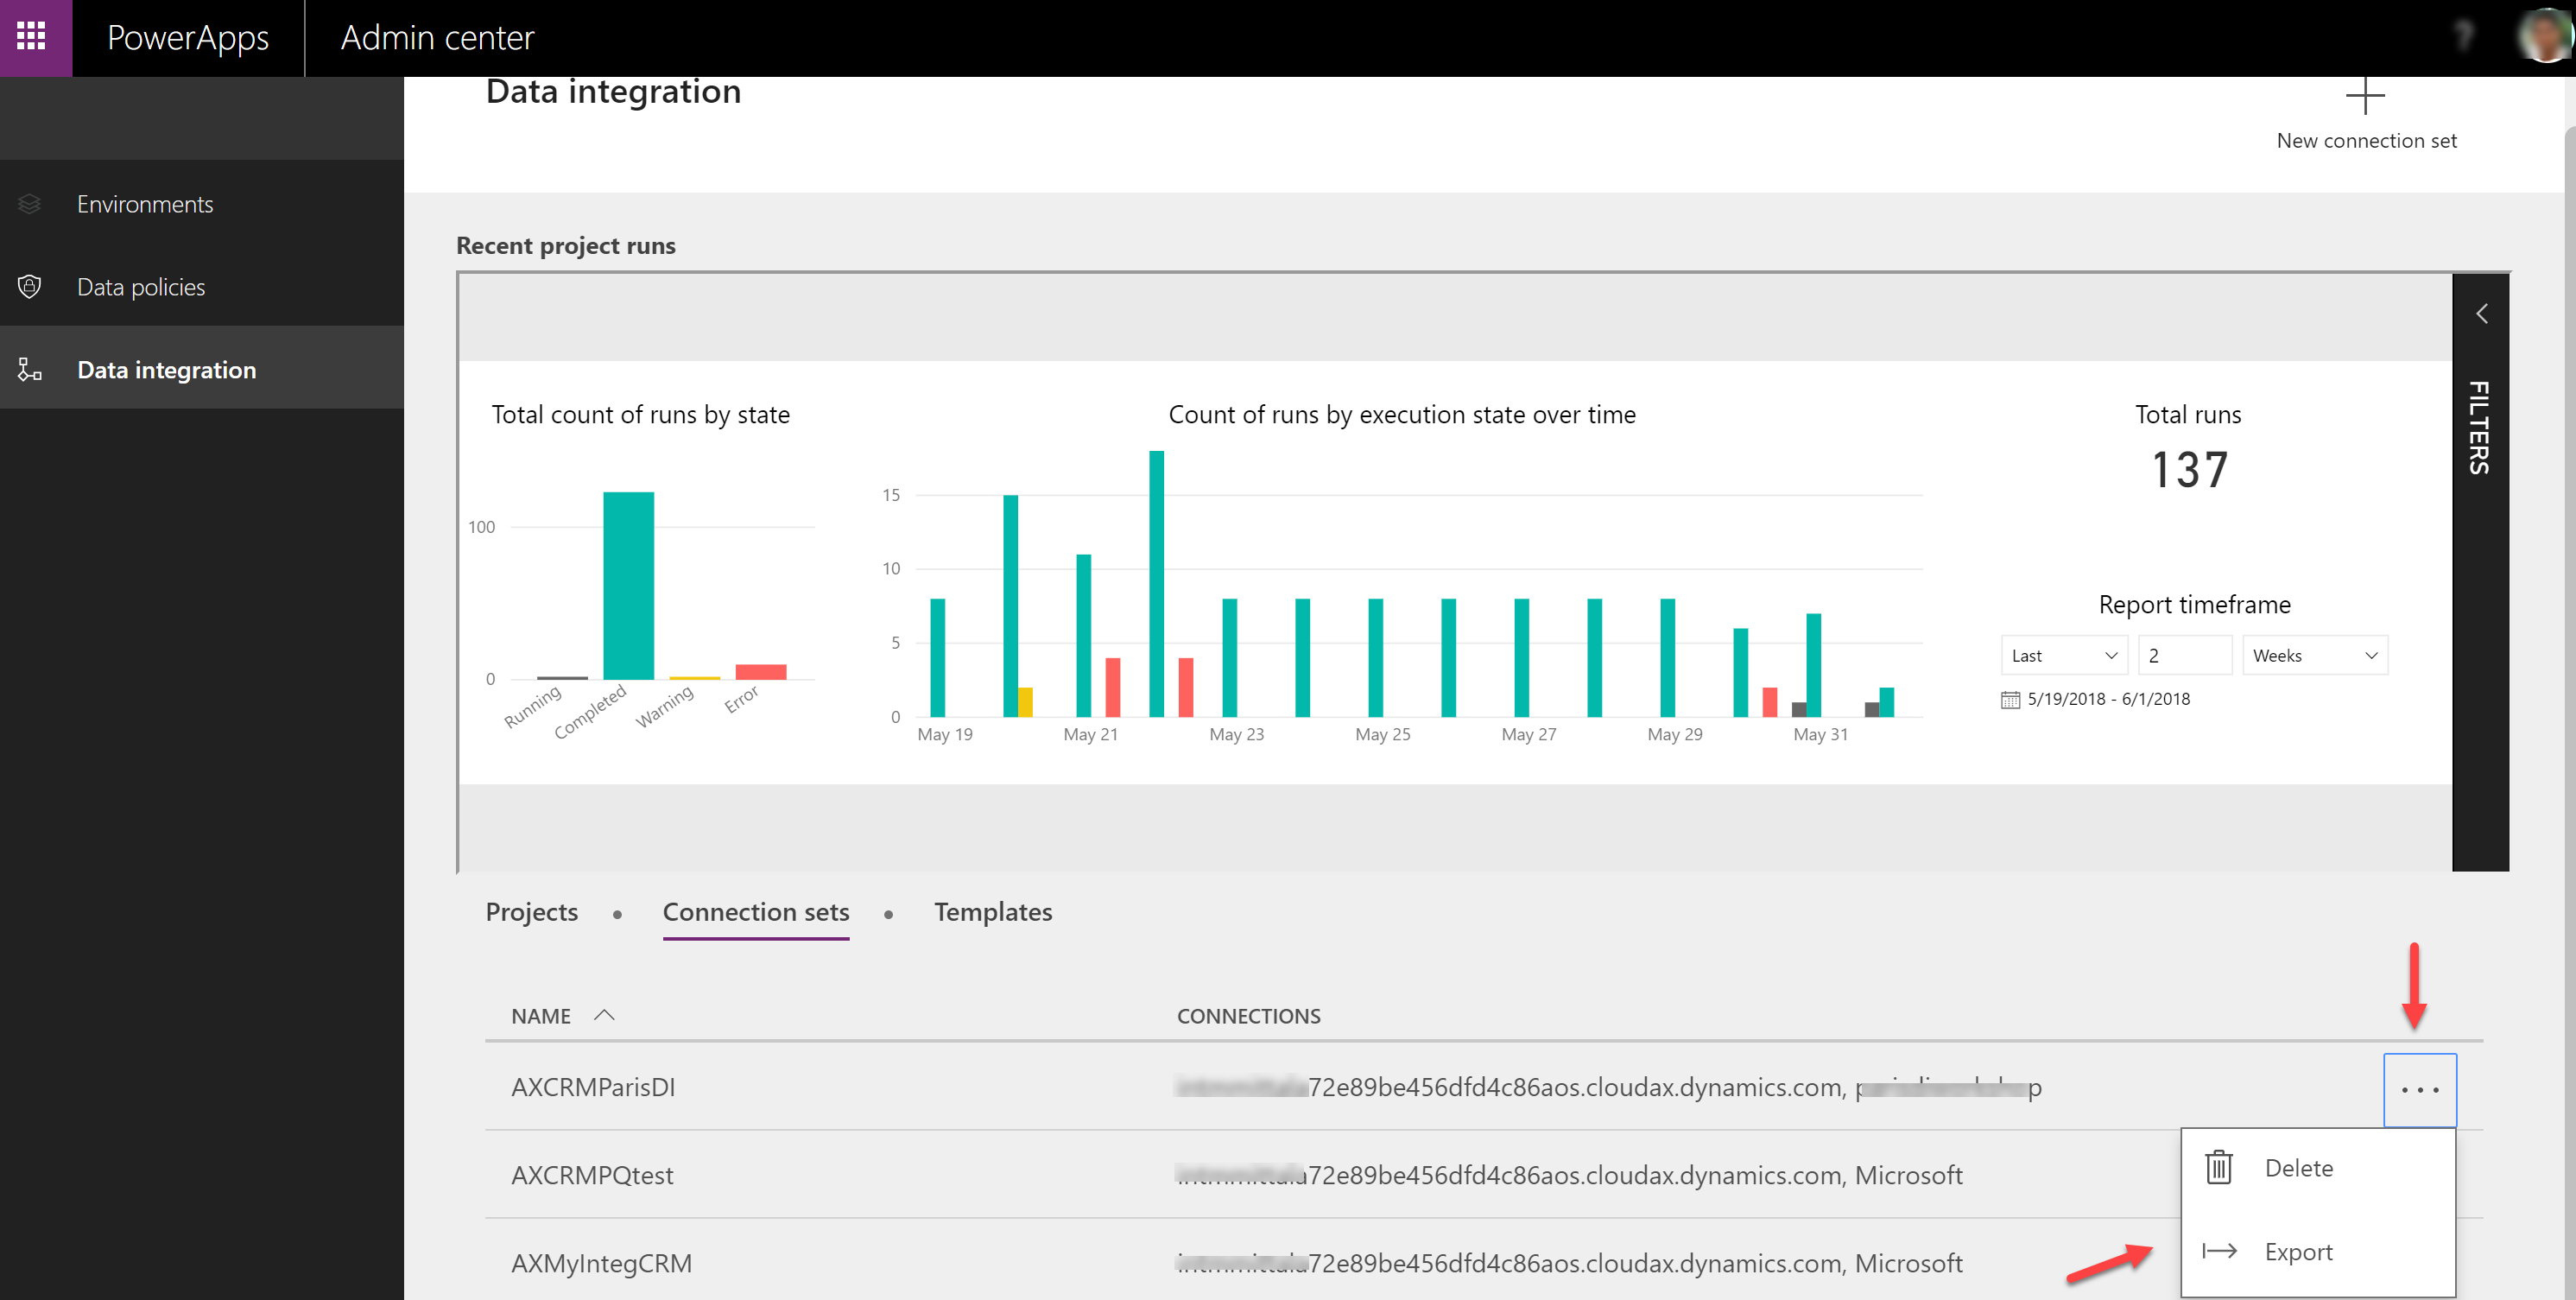 PowerApps
Admin center
?
Data integration
New connection set
Environments
Data policies
Data integration
Recent project runs
Total count of runs by state
100
0
Running
Completed
Warning
Error
Count of runs by execution state over time
15
10
5
0
May 19
May 21
May 23
May 25
May 27
May 29
May 31
Total runs
137
Report timeframe
Last
2
Weeks
5/19/2018 - 6/1/2018
FILTERS
Projects
Connection sets
Templates
NAME
CONNECTIONS
AXCRMParisDI
72e89be456dfd4c86aos.cloudax.dynamics.com,
AXCRMPQtest
72e89be456dfd4c86aos.cloudax.dynamics.com, Microsoft
AXMyIntegCRM
72e89be456dfd4c86aos.cloudax.dynamics.com, Microsoft
Delete
Export